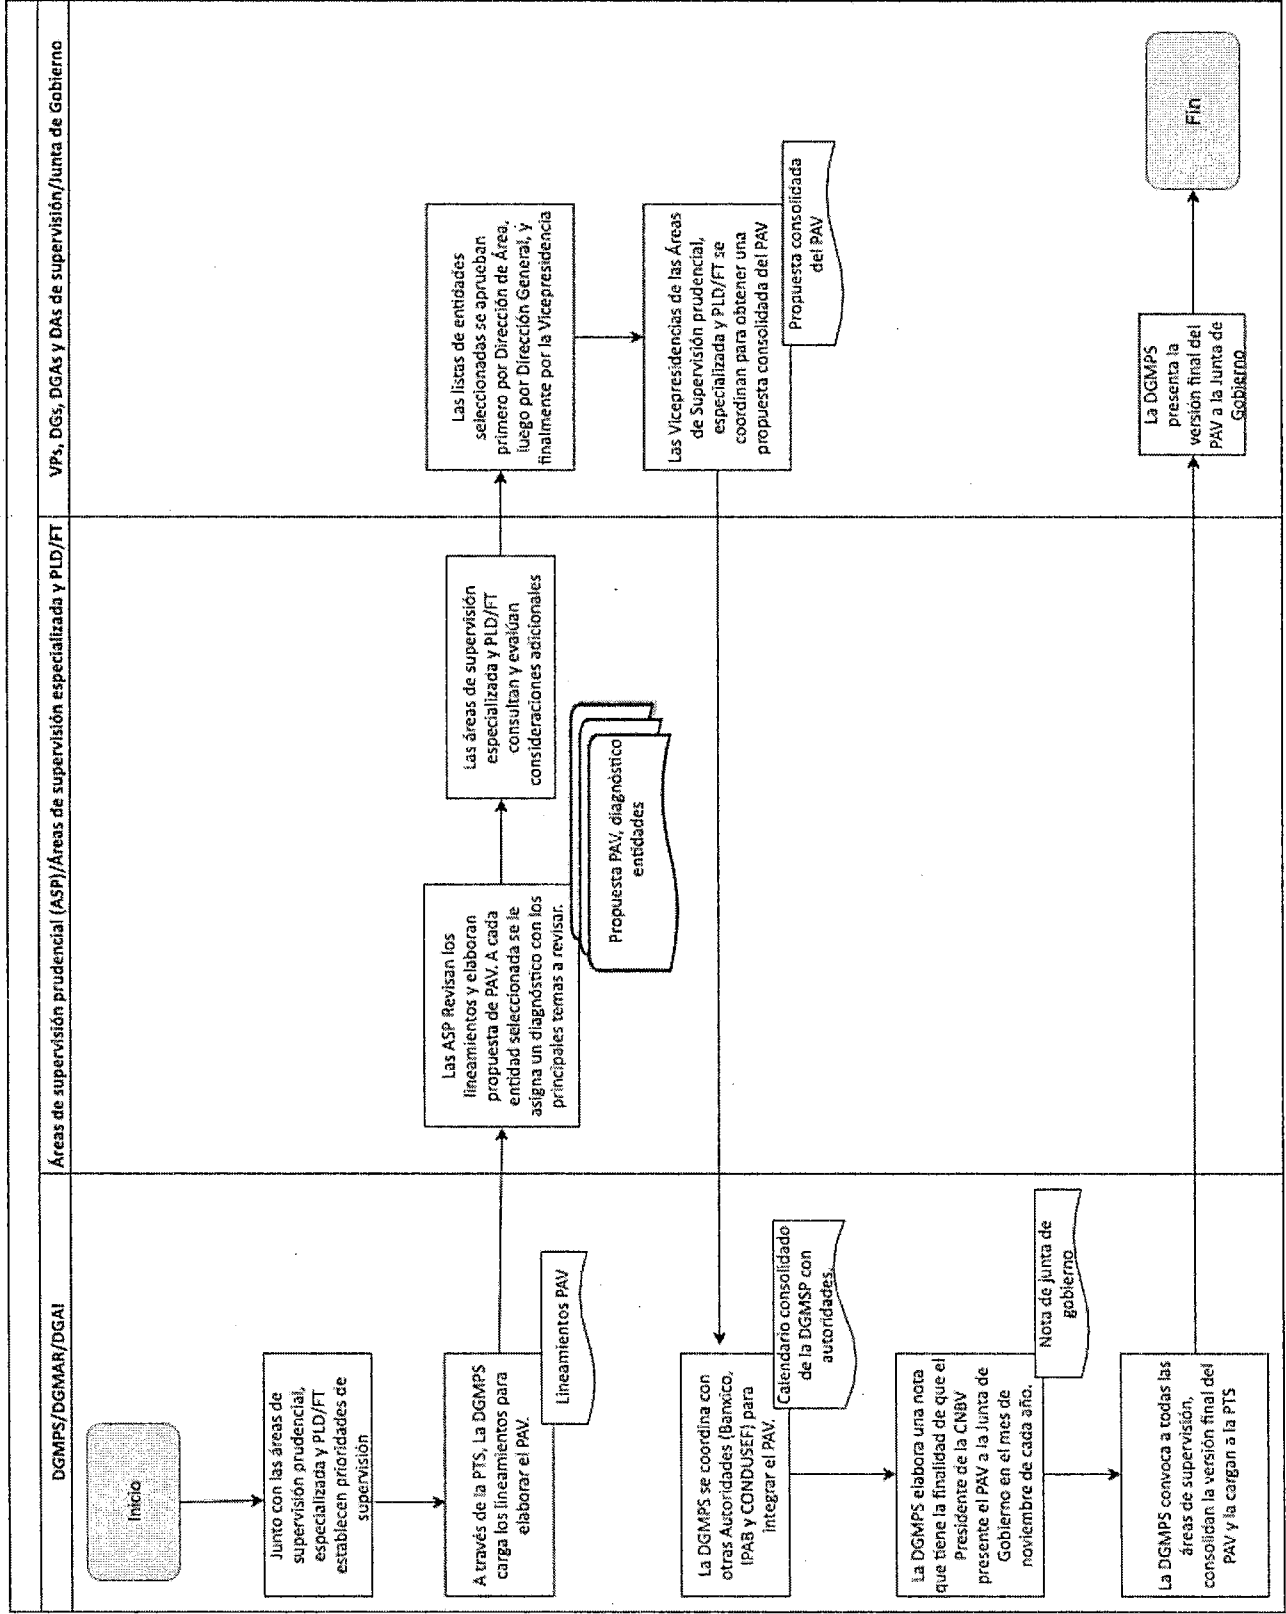 DGMPS/DGMAR/DGAI
Áreas de supervisión prudencial (ASP)/Áreas de supervisión especializada y PLD/FT
VPs, DGs, DGAs y DAs de supervisión/Junta de Gobierno
Inicio
Junto con las áreas de
supervisión prudencial,
especializada y PLD/FT
establecen prioridades de
supervisión
A través de la PTS, La DGMPS
carga los lineamientos para
elaborar el PAV.
Lineamientos PAV
Las ASP Revisan los
lineamientos y elaboran
propuesta de PAV. A cada
entidad seleccionada se le
asigna un diagnóstico con los
principales temas a revisar.
Propuesta PAV, diagnóstico
entidades
Las áreas de supervisión
especializada y PLD/FT
consultan y evalúan
consideraciones adicionales
Las listas de entidades
seleccionadas se aprueban
primero por Dirección de Área,
luego por Dirección General, y
finalmente por la Vicepresidencia
Las Vicepresidencias de las Áreas
de Supervisión prudencial,
especializada y PLD/FT se
coordinan para obtener una
propuesta consolidada del PAV
Propuesta consolidada
del PAV
La DGMPS se coordina con
otras Autoridades (Banxico,
IPAB y CONDUSEF) para
integrar el PAV.
Calendario consolidado
de la DGMSP con
autoridades.
La DGMPS elabora una nota
que tiene la finalidad de que el
Presidente de la CNBV
presente el PAV a la Junta de
Gobierno en el mes de
noviembre de cada año.
Nota de junta de
gobierno
La DGMPS convoca a todas las
áreas de supervisión,
consolidan la versión final del
PAV y la cargan a la PTS
La DGMPS
presenta la
versión final del
PAV a la Junta de
Gobierno
Fin